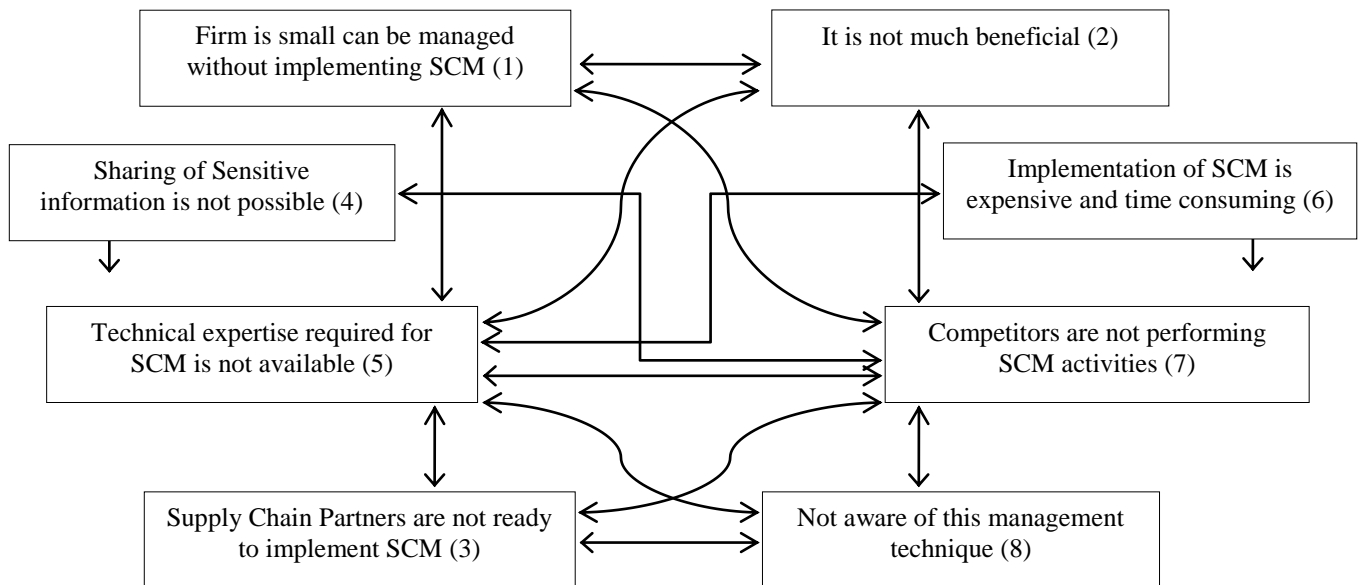 Firm is small can be managed
without implementing SCM (1)
It is not much beneficial (2)
Sharing of Sensitive
information is not possible (4)
Implementation of SCM is
expensive and time consuming (6)
Technical expertise required for
SCM is not available (5)
Competitors are not performing
SCM activities (7)
Supply Chain Partners are not ready
to implement SCM (3)
Not aware of this management
technique (8)